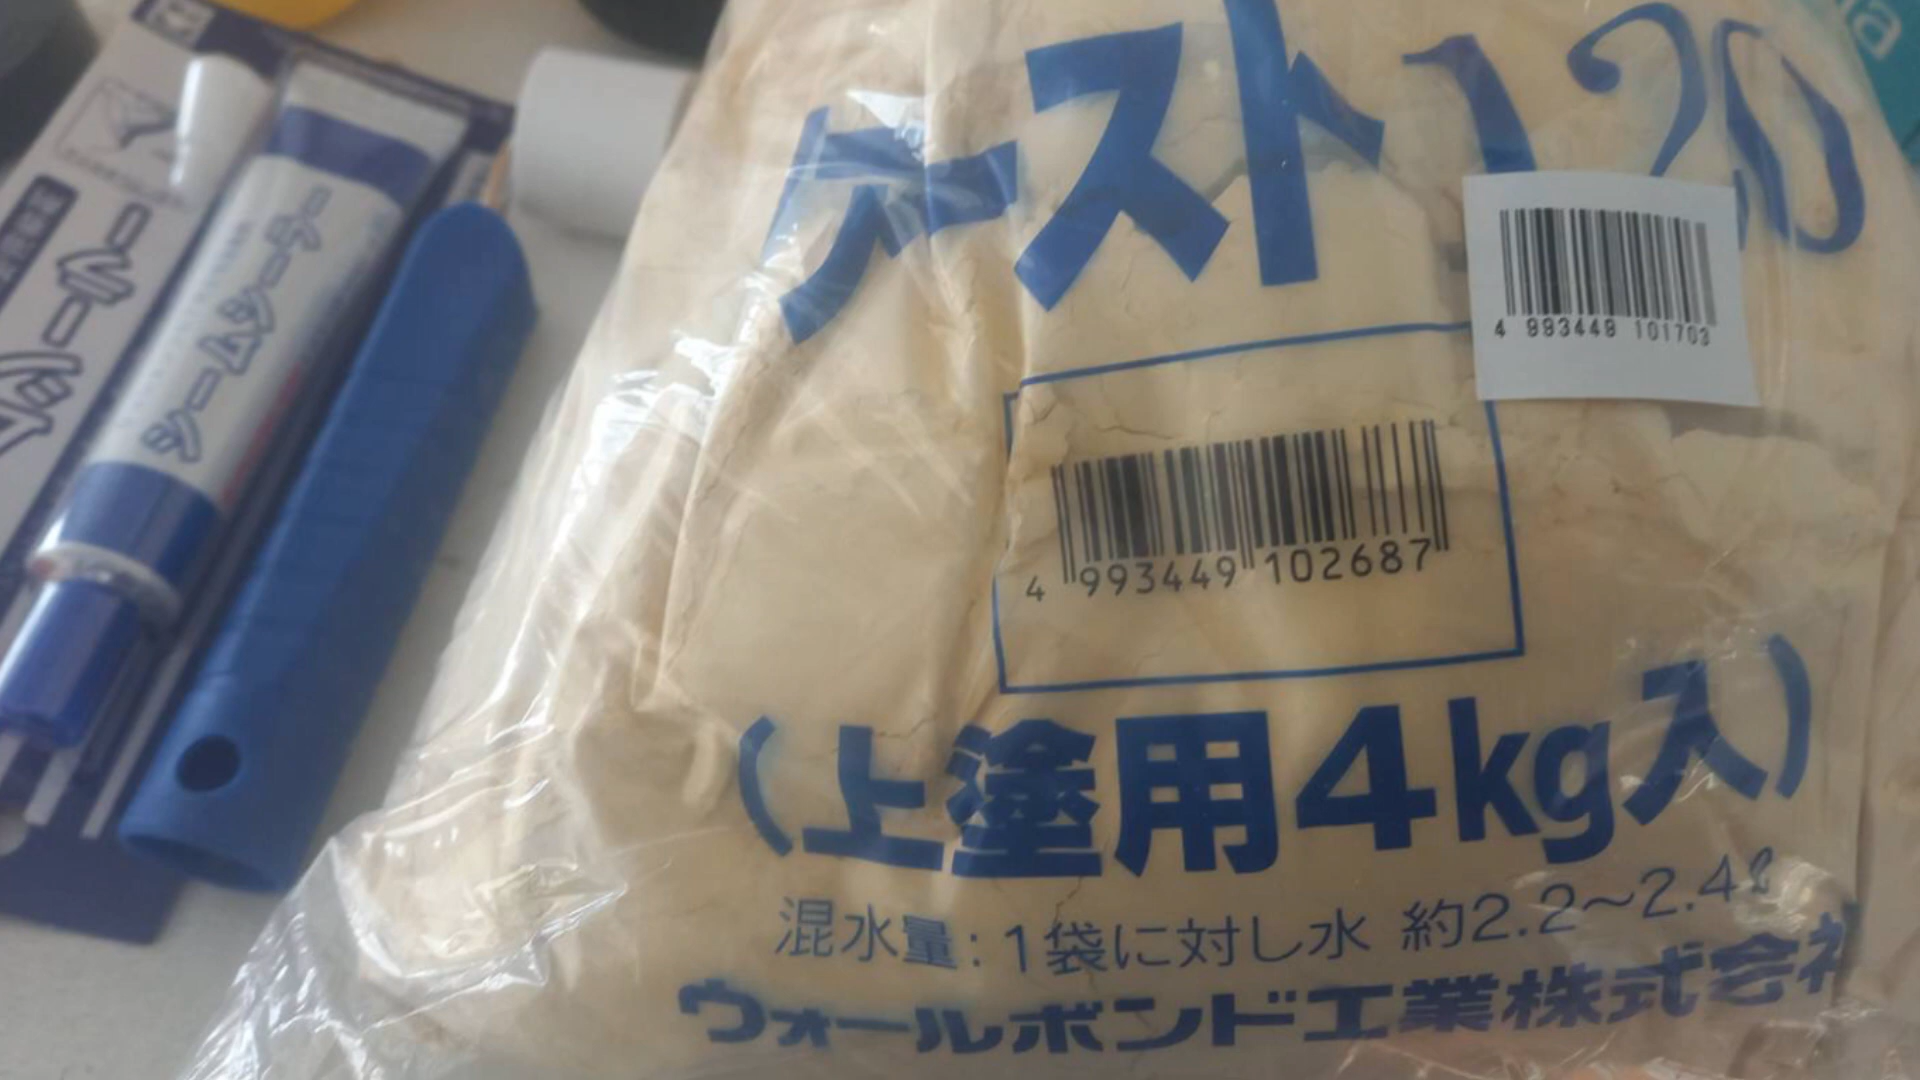 ースト120
4 993449 101703
4 993449 102687
(上塗用4kg入)
混水量:1袋に対し水 約2.2~2.4ℓ
ウォールボンド工業株式会社
シームシーラー